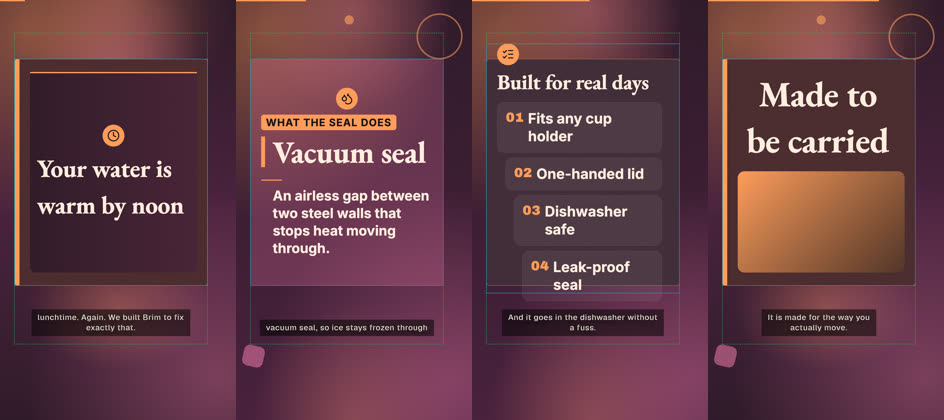 Your water is
warm by noon
lunchtime. Again. We built Brim to fix
exactly that.
WHAT THE SEAL DOES
Vacuum seal
An airless gap between
two steel walls that
stops heat moving
through.
vacuum seal, so ice stays frozen through
Built for real days
01 Fits any cup
holder
02 One-handed lid
03 Dishwasher
safe
04 Leak-proof
seal
And it goes in the dishwasher without
a fuss.
Made to
be carried
It is made for the way you
actually move.